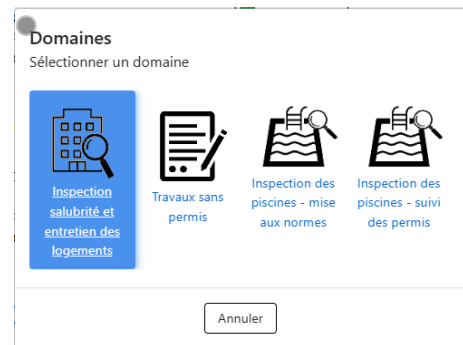 Domaines
Sélectionner un domaine
Inspection
salubrité et
entretien des
logements
Travaux sans
permis
Inspection des
piscines - mise
aux normes
Inspection des
piscines - suivi
des permis
Annuler